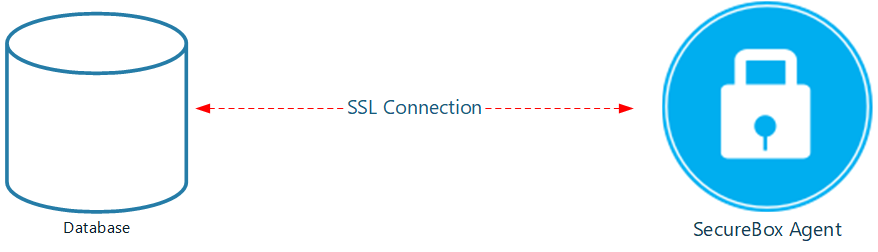 SSL Connection
Database
SecureBox Agent